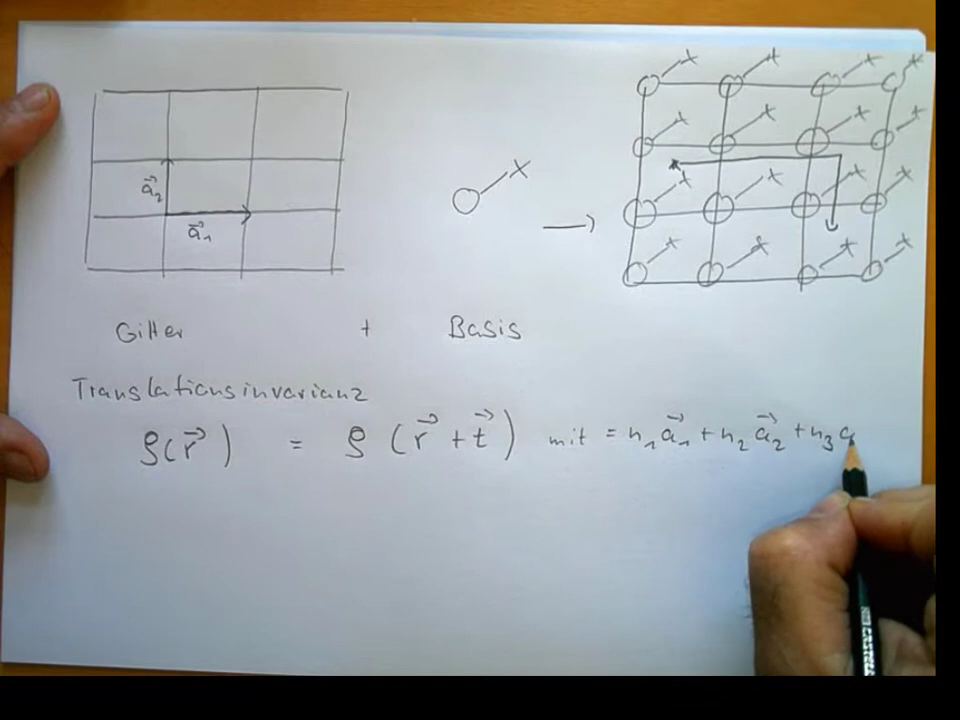 a⃗₂
a⃗₁
Gitter + Basis
Translationsinvarianz
ρ(r⃗) = ρ(r⃗ + t⃗) mit = n₁a⃗₁ + n₂a⃗₂ + n₃a